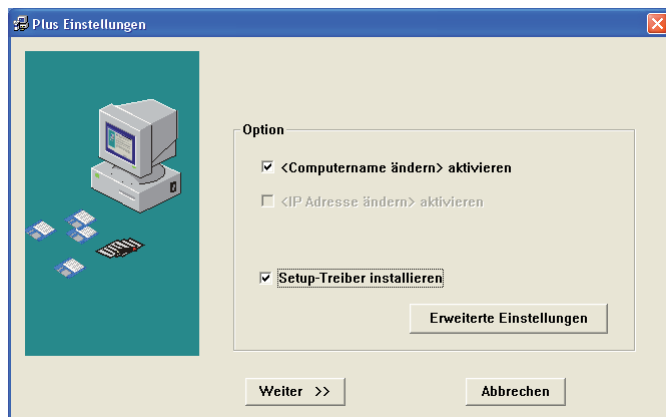 Plus Einstellungen
Option
<Computername ändern> aktivieren
<IP Adresse ändern> aktivieren
Setup-Treiber installieren
Erweiterte Einstellungen
Weiter >>
Abbrechen